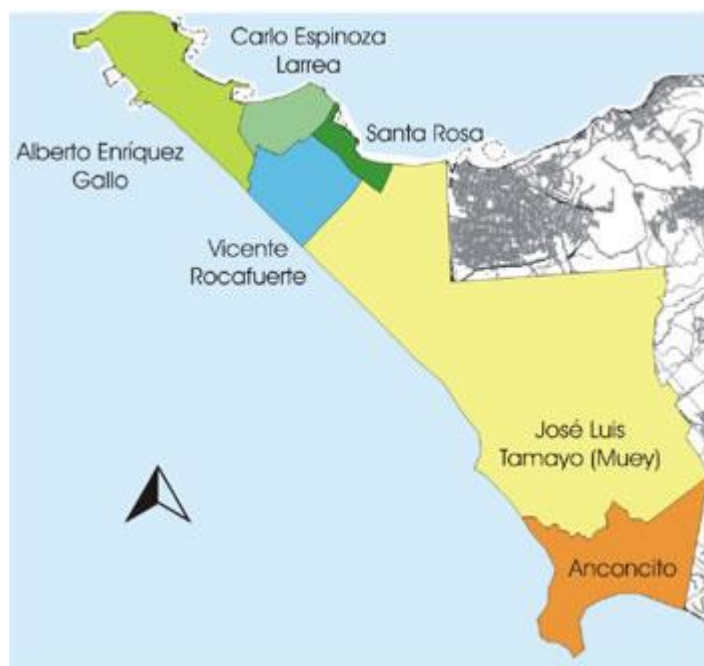 Carlo Espinoza
Larrea
Santa Rosa
Alberto Enríquez
Gallo
Vicente
Rocafuerte
José Luis
Tamayo (Muey)
Anconcito